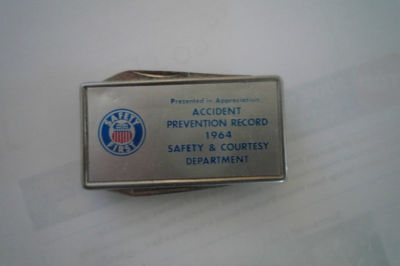 SAFETY
FIRST
Presented in Appreciation
ACCIDENT
PREVENTION RECORD
1964
SAFETY & COURTESY
DEPARTMENT